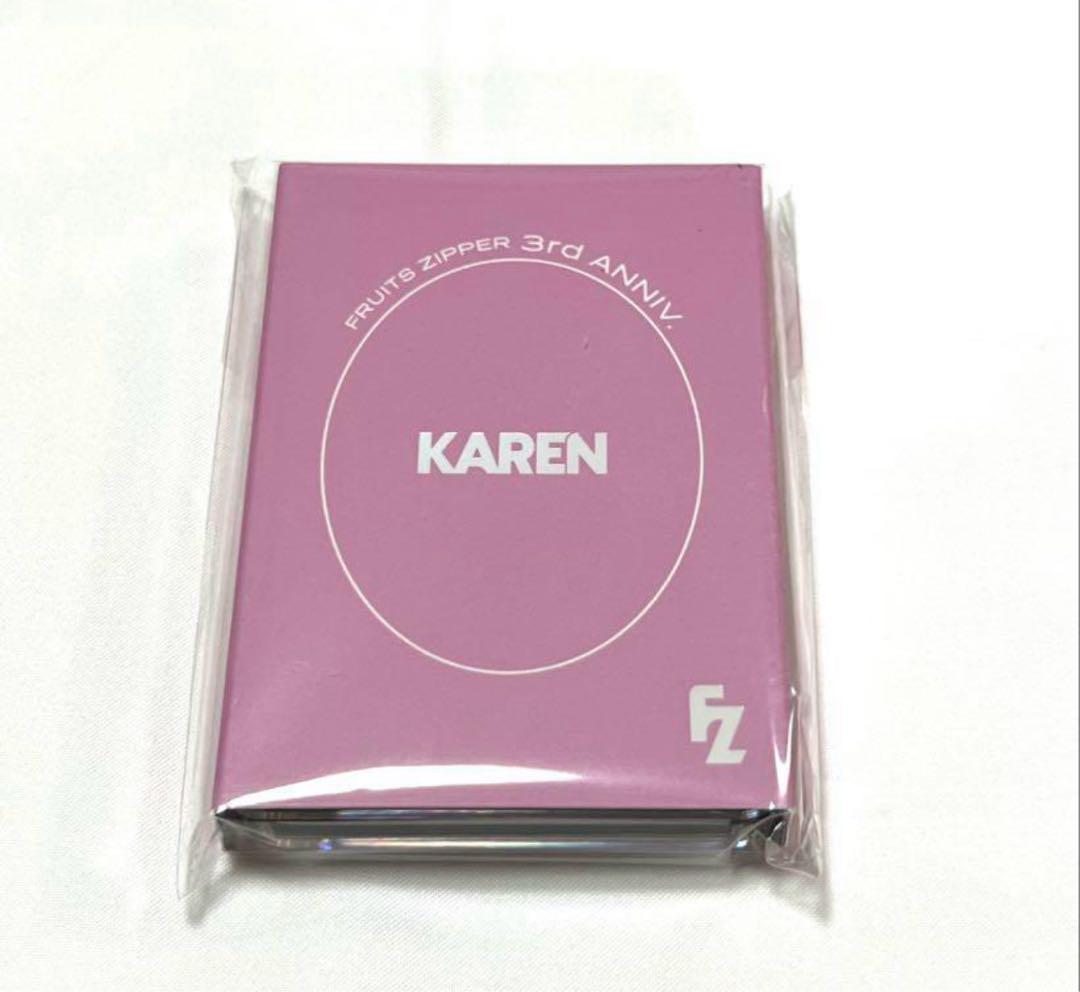 FRUITS ZIPPER 3rd ANNIV.
KAREN
FZ